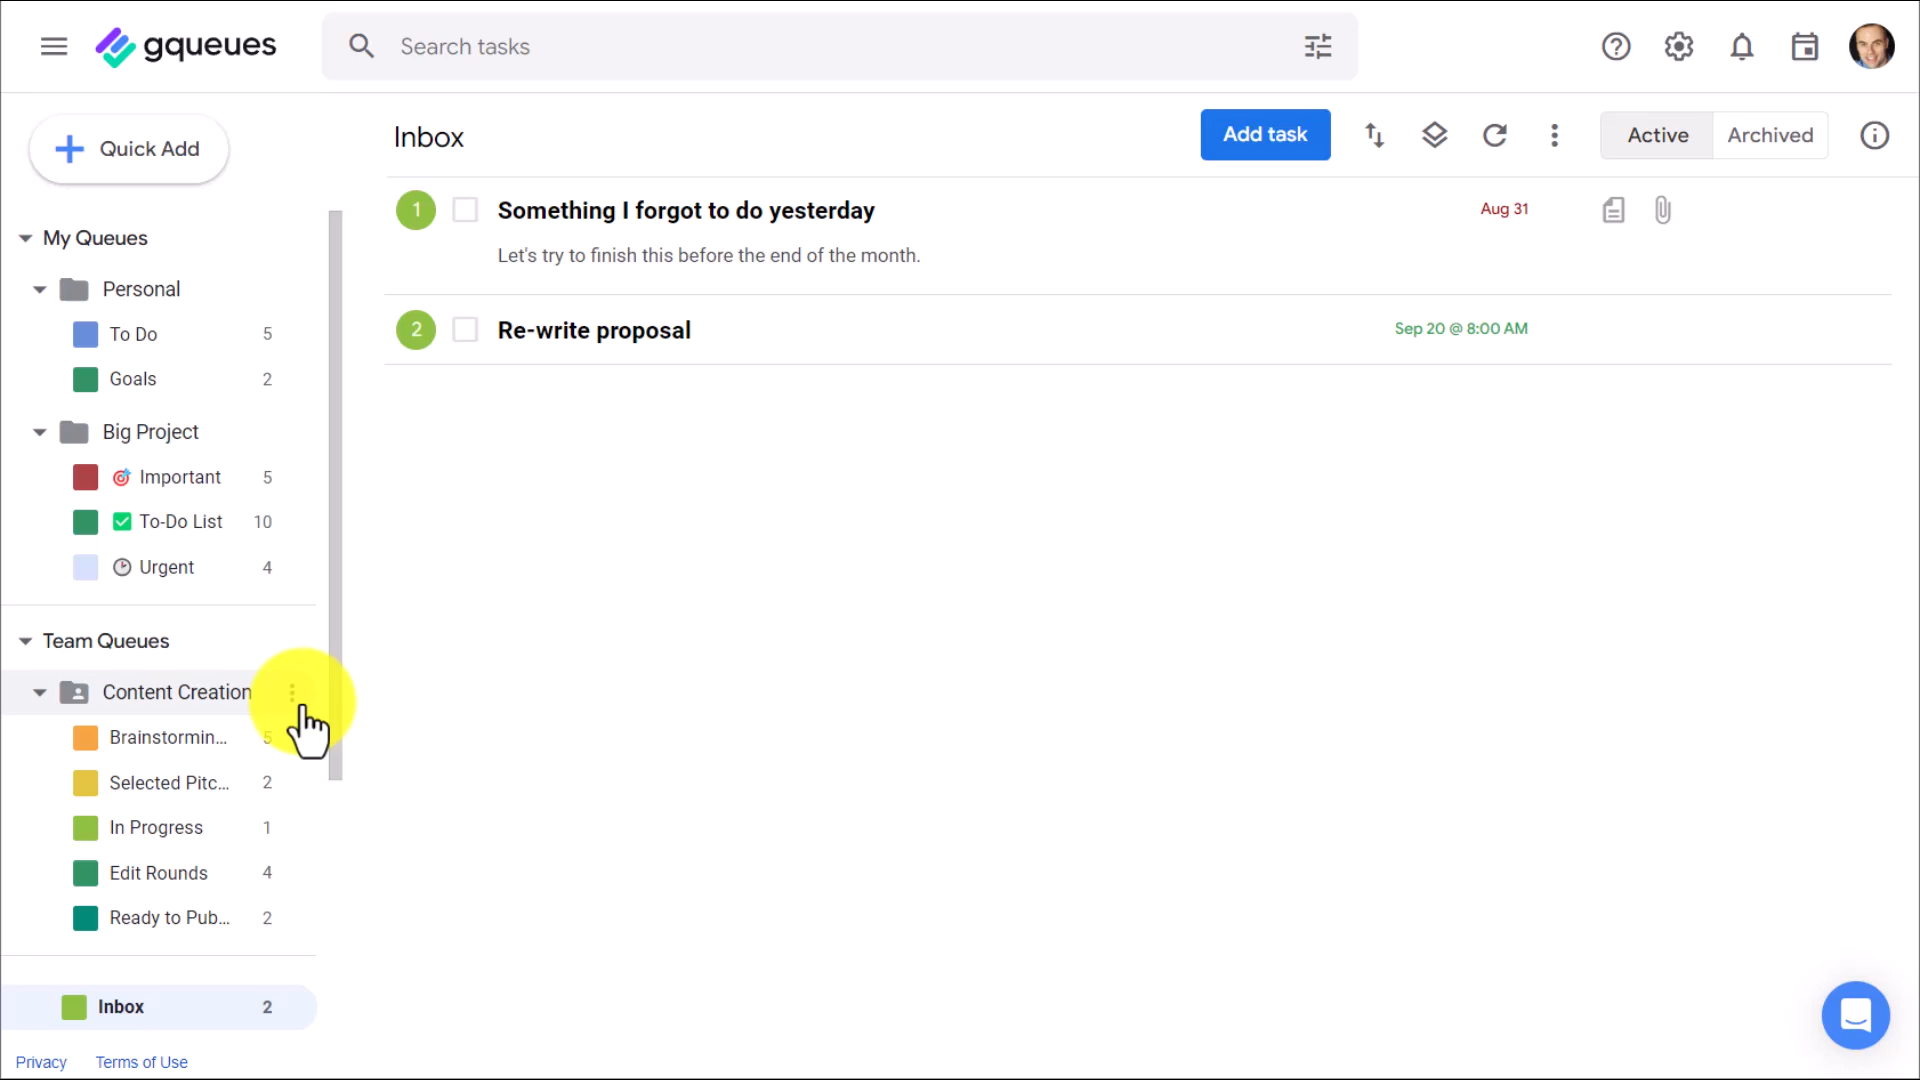 gqueues
Search tasks
Quick Add
Inbox
Add task
Active
Archived
My Queues
Personal
To Do 5
Goals 2
Big Project
Important 5
To-Do List 10
Urgent 4
Team Queues
Content Creation
Brainstormin... 5
Selected Pitc... 2
In Progress 1
Edit Rounds 4
Ready to Pub... 2
Inbox 2
Privacy Terms of Use
1 Something I forgot to do yesterday Aug 31
Let's try to finish this before the end of the month.
2 Re-write proposal Sep 20 @ 8:00 AM